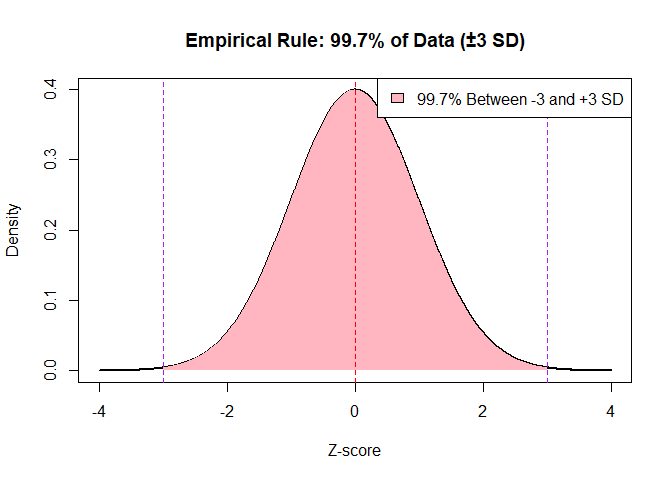 Empirical Rule: 99.7% of Data (±3 SD)
99.7% Between -3 and +3 SD
Density
0.4
0.3
0.2
0.1
0.0
-4
-2
0
2
4
Z-score